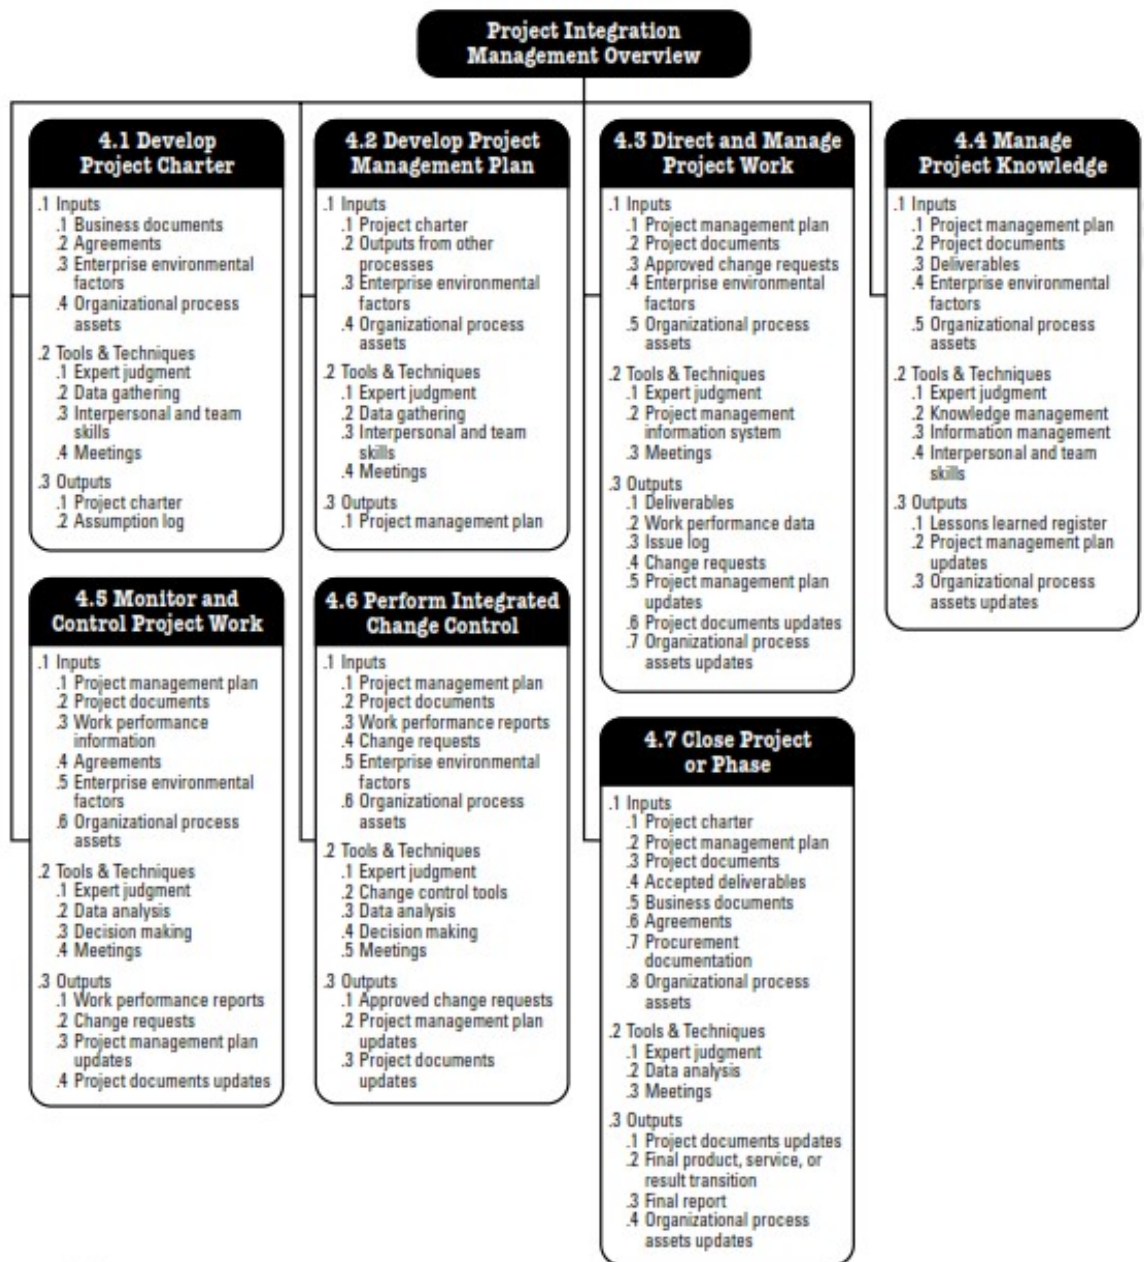 Project Integration
Management Overview
4.1 Develop
Project Charter
.1 Inputs
.1 Business documents
.2 Agreements
.3 Enterprise environmental
factors
.4 Organizational process
assets
.2 Tools & Techniques
.1 Expert judgment
.2 Data gathering
.3 Interpersonal and team
skills
.4 Meetings
.3 Outputs
.1 Project charter
.2 Assumption log
4.2 Develop Project
Management Plan
.1 Inputs
.1 Project charter
.2 Outputs from other
processes
.3 Enterprise environmental
factors
.4 Organizational process
assets
.2 Tools & Techniques
.1 Expert judgment
.2 Data gathering
.3 Interpersonal and team
skills
.4 Meetings
.3 Outputs
.1 Project management plan
4.3 Direct and Manage
Project Work
.1 Inputs
.1 Project management plan
.2 Project documents
.3 Approved change requests
.4 Enterprise environmental
factors
.5 Organizational process
assets
.2 Tools & Techniques
.1 Expert judgment
.2 Project management
information system
.3 Meetings
.3 Outputs
.1 Deliverables
.2 Work performance data
.3 Issue log
.4 Change requests
.5 Project management plan
updates
.6 Project documents updates
.7 Organizational process
assets updates
4.4 Manage
Project Knowledge
.1 Inputs
.1 Project management plan
.2 Project documents
.3 Deliverables
.4 Enterprise environmental
factors
.5 Organizational process
assets
.2 Tools & Techniques
.1 Expert judgment
.2 Knowledge management
.3 Information management
.4 Interpersonal and team
skills
.3 Outputs
.1 Lessons learned register
.2 Project management plan
updates
.3 Organizational process
assets updates
4.5 Monitor and
Control Project Work
.1 Inputs
.1 Project management plan
.2 Project documents
.3 Work performance
information
.4 Agreements
.5 Enterprise environmental
factors
.6 Organizational process
assets
.2 Tools & Techniques
.1 Expert judgment
.2 Data analysis
.3 Decision making
.4 Meetings
.3 Outputs
.1 Work performance reports
.2 Change requests
.3 Project management plan
updates
.4 Project documents updates
4.6 Perform Integrated
Change Control
.1 Inputs
.1 Project management plan
.2 Project documents
.3 Work performance reports
.4 Change requests
.5 Enterprise environmental
factors
.6 Organizational process
assets
.2 Tools & Techniques
.1 Expert judgment
.2 Change control tools
.3 Data analysis
.4 Decision making
.5 Meetings
.3 Outputs
.1 Approved change requests
.2 Project management plan
updates
.3 Project documents
updates
4.7 Close Project
or Phase
.1 Inputs
.1 Project charter
.2 Project management plan
.3 Project documents
.4 Accepted deliverables
.5 Business documents
.6 Agreements
.7 Procurement
documentation
.8 Organizational process
assets
.2 Tools & Techniques
.1 Expert judgment
.2 Data analysis
.3 Meetings
.3 Outputs
.1 Project documents updates
.2 Final product, service, or
result transition
.3 Final report
.4 Organizational process
assets updates